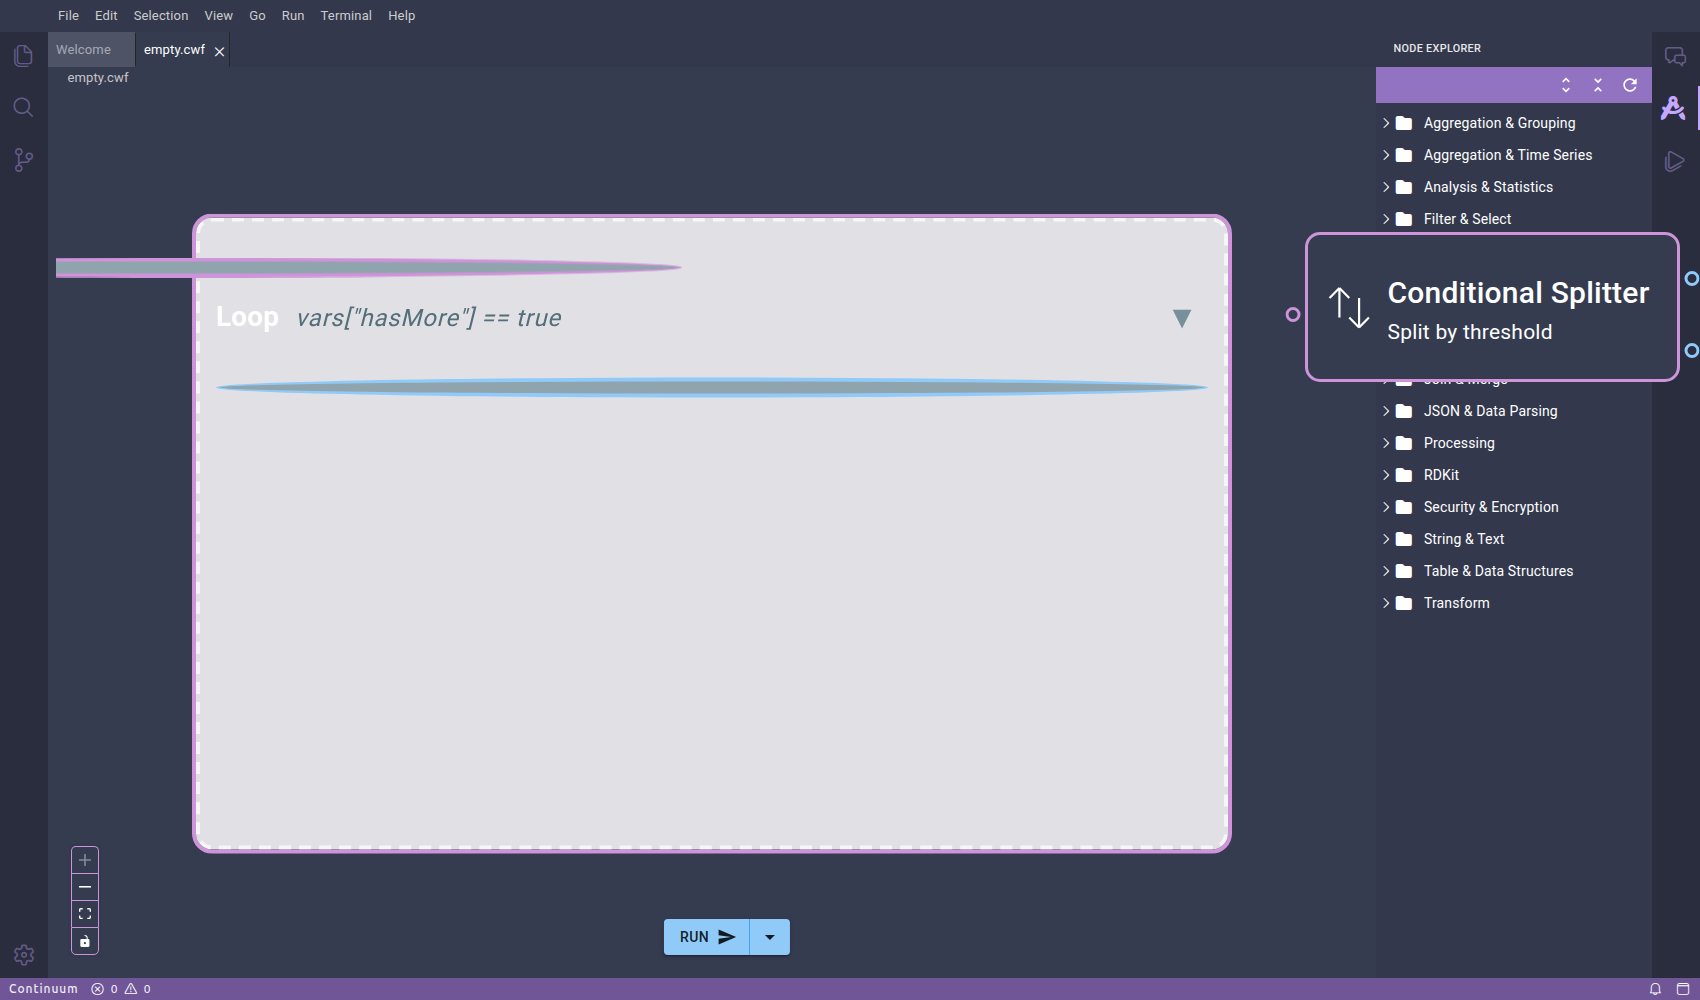 File Edit Selection View Go Run Terminal Help
Welcome empty.cwf
empty.cwf
NODE EXPLORER
Aggregation & Grouping
Aggregation & Time Series
Analysis & Statistics
Filter & Select
Conditional Splitter
Split by threshold
JSON & Data Parsing
Processing
RDKit
Security & Encryption
String & Text
Table & Data Structures
Transform
Loop vars["hasMore"] == true
RUN
Continuum 0 0